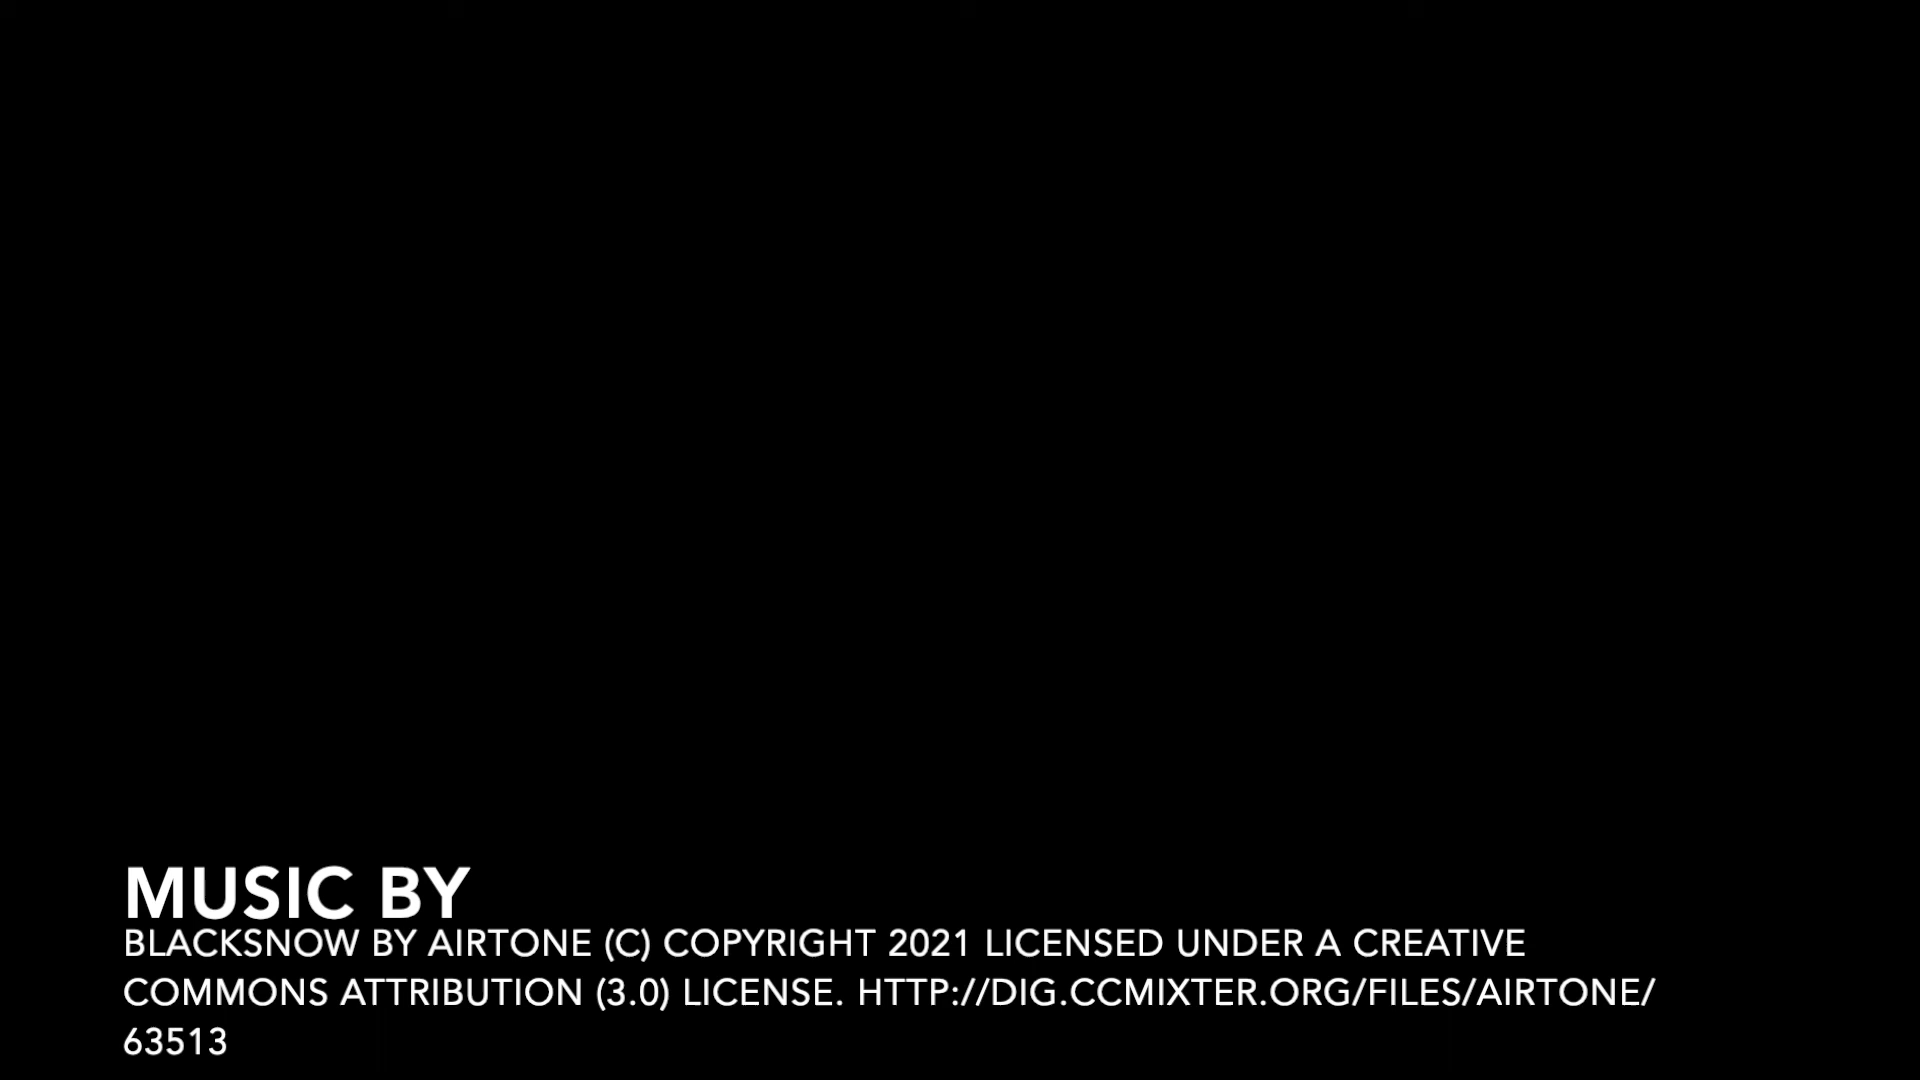 MUSIC BY
BLACKSNOW BY AIRTONE (C) COPYRIGHT 2021 LICENSED UNDER A CREATIVE
COMMONS ATTRIBUTION (3.0) LICENSE. HTTP://DIG.CCMIXTER.ORG/FILES/AIRTONE/
63513